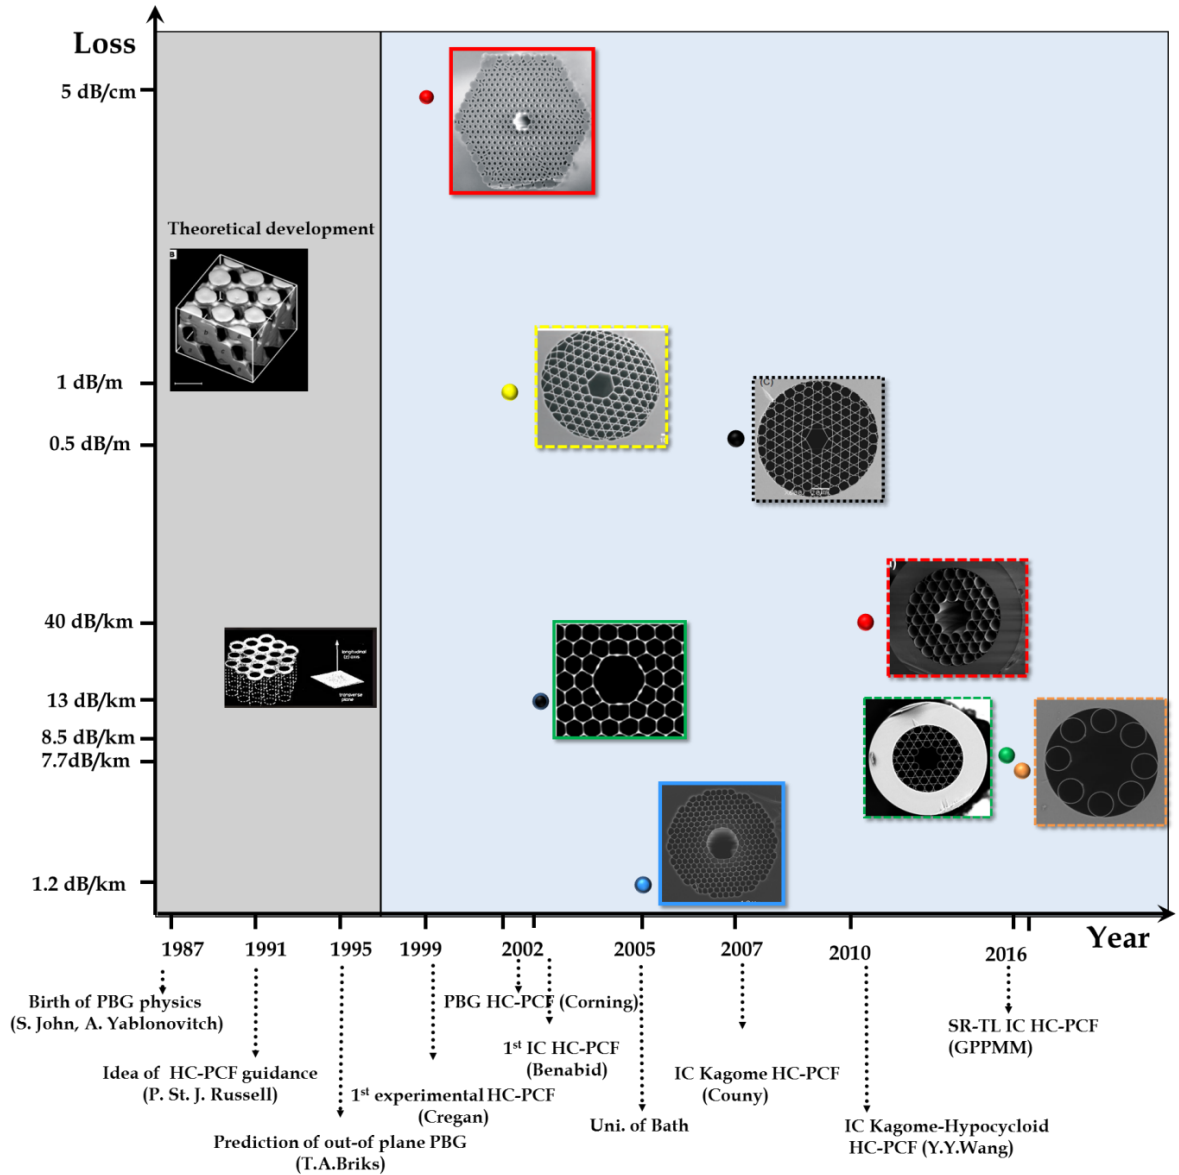 Loss
5 dB/cm
Theoretical development
B
1 dB/m
(C)
0.5 dB/m
40 dB/km
longitudinal
(z) axis
transverse
plane
13 dB/km
8.5 dB/km
7.7dB/km
1.2 dB/km
1987
1991
1995
1999
2002
2005
2007
2010
2016
Year
Birth of PBG physics
(S. John, A. Yablonovitch)
Idea of HC-PCF guidance
(P. St. J. Russell)
Prediction of out-of plane PBG
(T.A.Briks)
1st experimental HC-PCF
(Cregan)
PBG HC-PCF (Corning)
1st IC HC-PCF
(Benabid)
Uni. of Bath
IC Kagome HC-PCF
(Couny)
IC Kagome-Hypocycloid
HC-PCF (Y.Y.Wang)
SR-TL IC HC-PCF
(GPPMM)